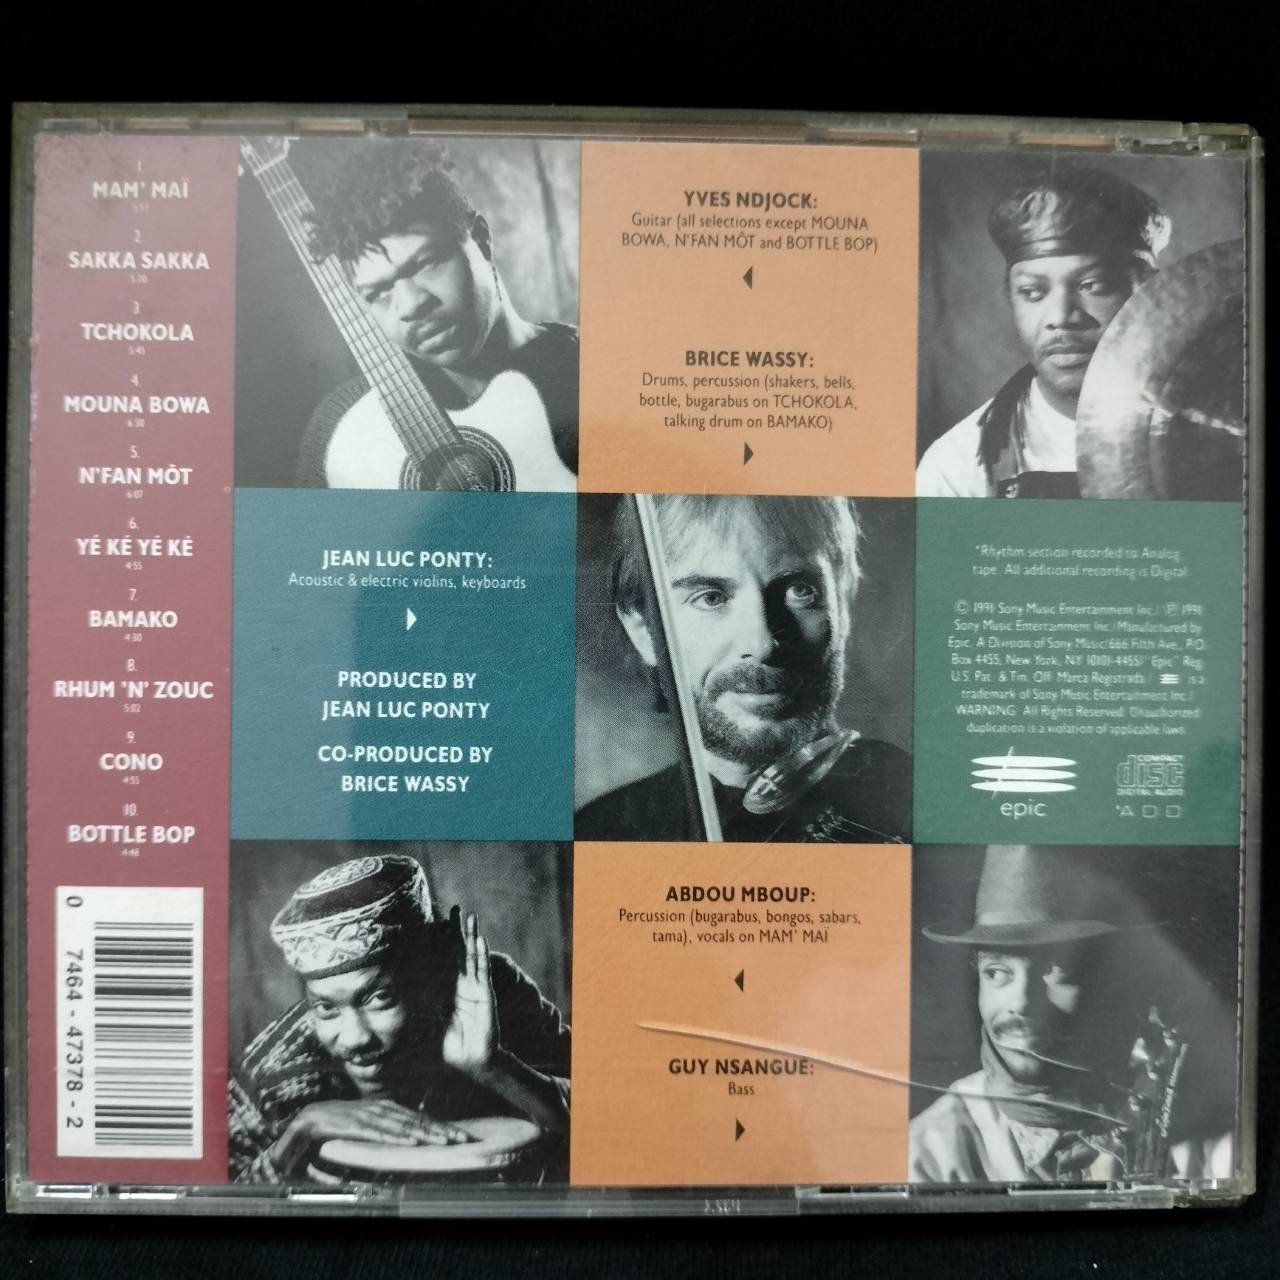 1
MAM' MAÏ
5:57
2.
SAKKA SAKKA
5:20
3.
TCHOKOLA
5:45
4.
MOUNA BOWA
6:30
5.
N'FAN MÔT
6:07
6.
YÉ KÉ YÉ KÉ
4:55
7.
BAMAKO
4:30
8.
RHUM 'N' ZOUC
5:02
9.
CONO
4:55
10.
BOTTLE BOP
4:48
0 7464 - 47378 - 2
YVES NDJOCK:
Guitar (all selections except MOUNA
BOWA, N'FAN MÔT and BOTTLE BOP)
BRICE WASSY:
Drums, percussion (shakers, bells,
bottle, bugarabus on TCHOKOLA,
talking drum on BAMAKO)
JEAN LUC PONTY:
Acoustic & electric violins, keyboards
PRODUCED BY
JEAN LUC PONTY
CO-PRODUCED BY
BRICE WASSY
*Rhythm section recorded to Analog
tape. All additional recording is Digital
© 1991 Sony Music Entertainment Inc./ ℗ 1991
Sony Music Entertainment Inc./Manufactured by
Epic, A Division of Sony Music/666 Fifth Ave., P.O.
Box 4455, New York, NY 10101-4455/"Epic" Reg.
U.S. Pat. & Tm. Off. Marca Registrada./ is a
trademark of Sony Music Entertainment Inc./
WARNING: All Rights Reserved. Unauthorized
duplication is a violation of applicable laws.
epic
COMPACT
disc
DIGITAL AUDIO
*ADD
ABDOU MBOUP:
Percussion (bugarabus, bongos, sabars,
tama), vocals on MAM' MAÏ
GUY NSANGUÉ:
Bass